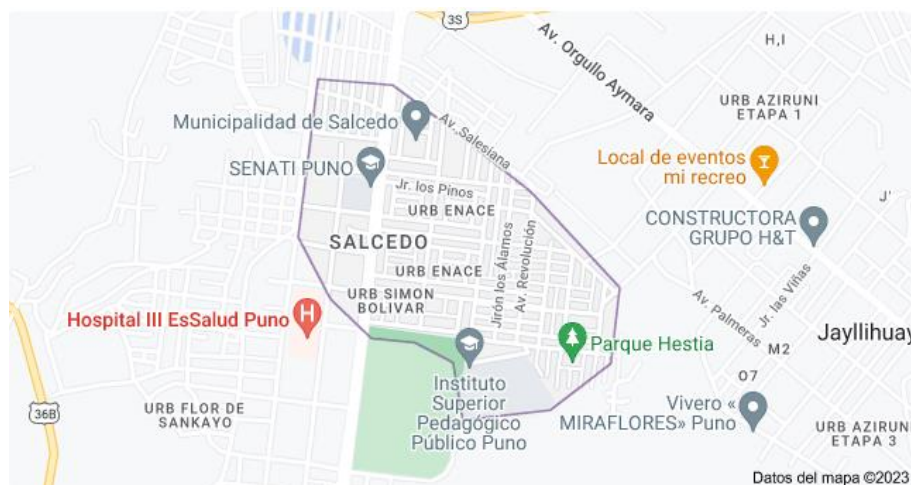 3S
Av. Orgullo Aymara
H,I
URB AZIRUNI
ETAPA 1
Municipalidad de Salcedo
Av. Salesiana
SENATI PUNO
Local de eventos
mi recreo
Jr. los Pinos
URB ENACE
CONSTRUCTORA
GRUPO H&T
J'
SALCEDO
Jirón los Álamos
Av. Revolución
URB ENACE
URB SIMON
BOLIVAR
Hospital III EsSalud Puno
H
Av. Palmeras
Jr. las Viñas
Jayllihuay
Parque Hestia
M2
O7
Instituto
Superior
Pedagógico
Público Puno
36B
URB FLOR DE
SANKAYO
Vivero «
MIRAFLORES» Puno
URB AZIRUNI
ETAPA 3
Datos del mapa ©2023